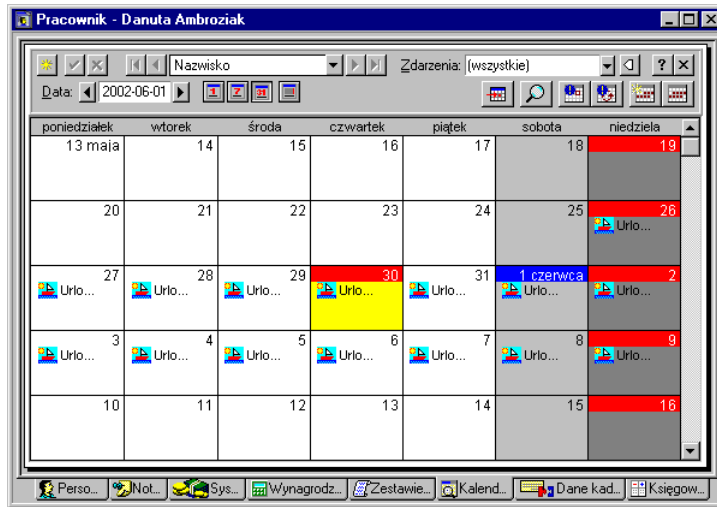 Pracownik - Danuta Ambroziak
Nazwisko Zdarzenia: (wszystkie) ?
Data: 2002-06-01 1 7 31
poniedziałek wtorek środa czwartek piątek sobota niedziela
13 maja 14 15 16 17 18 19
20 21 22 23 24 25 26
Urlo...
27 28 29 30 31 1 czerwca 2
Urlo... Urlo... Urlo... Urlo... Urlo... Urlo... Urlo...
3 4 5 6 7 8 9
Urlo... Urlo... Urlo... Urlo... Urlo... Urlo... Urlo...
10 11 12 13 14 15 16
Perso... Not... Sys... Wynagrodz... Zestawie... Kalend... Dane kad... Księgow...